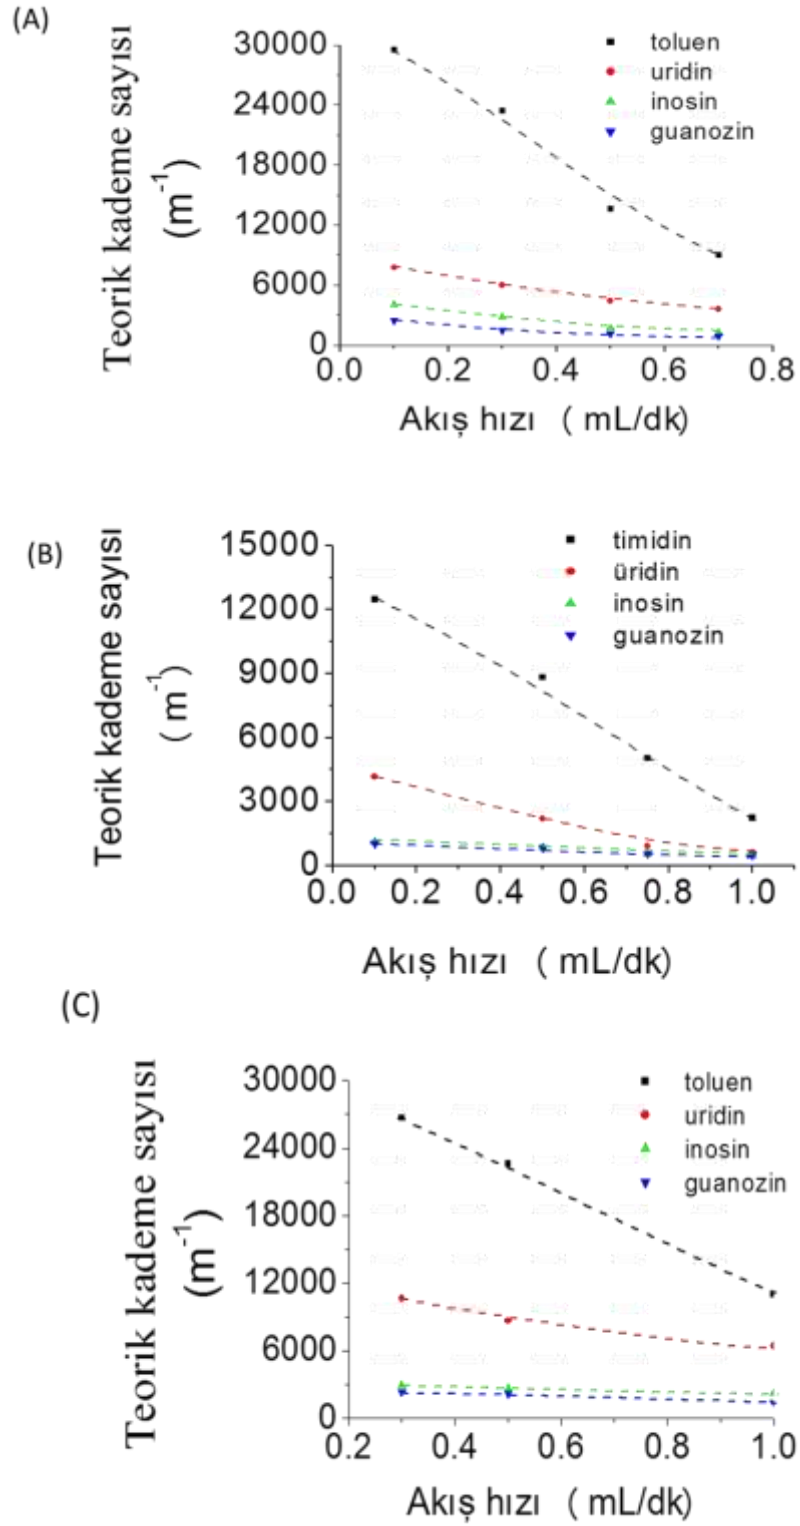 (A)
Teorik kademe sayısı
(m⁻¹)
30000
24000
18000
12000
6000
0
toluen
uridin
inosin
guanozin
0.0 0.2 0.4 0.6 0.8
Akış hızı ( mL/dk)
(B)
Teorik kademe sayısı
( m⁻¹)
15000
12000
9000
6000
3000
0
timidin
üridin
inosin
guanozin
0.0 0.2 0.4 0.6 0.8 1.0
Akış hızı ( mL/dk)
(C)
Teorik kademe sayısı
(m⁻¹)
30000
24000
18000
12000
6000
0
toluen
uridin
inosin
guanozin
0.2 0.4 0.6 0.8 1.0
Akış hızı ( mL/dk)